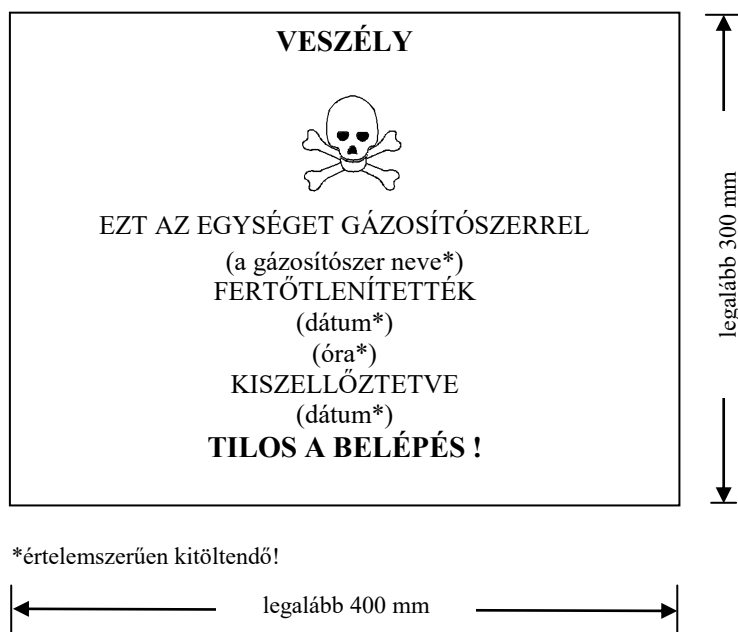 VESZÉLY
EZT AZ EGYSÉGET GÁZOSÍTÓSZERREL
(a gázosítószer neve*)
FERTŐTLENÍTETTÉK
(dátum*)
(óra*)
KISZELLŐZTETVE
(dátum*)
TILOS A BELÉPÉS !
legalább 300 mm
*értelemszerűen kitöltendő!
legalább 400 mm